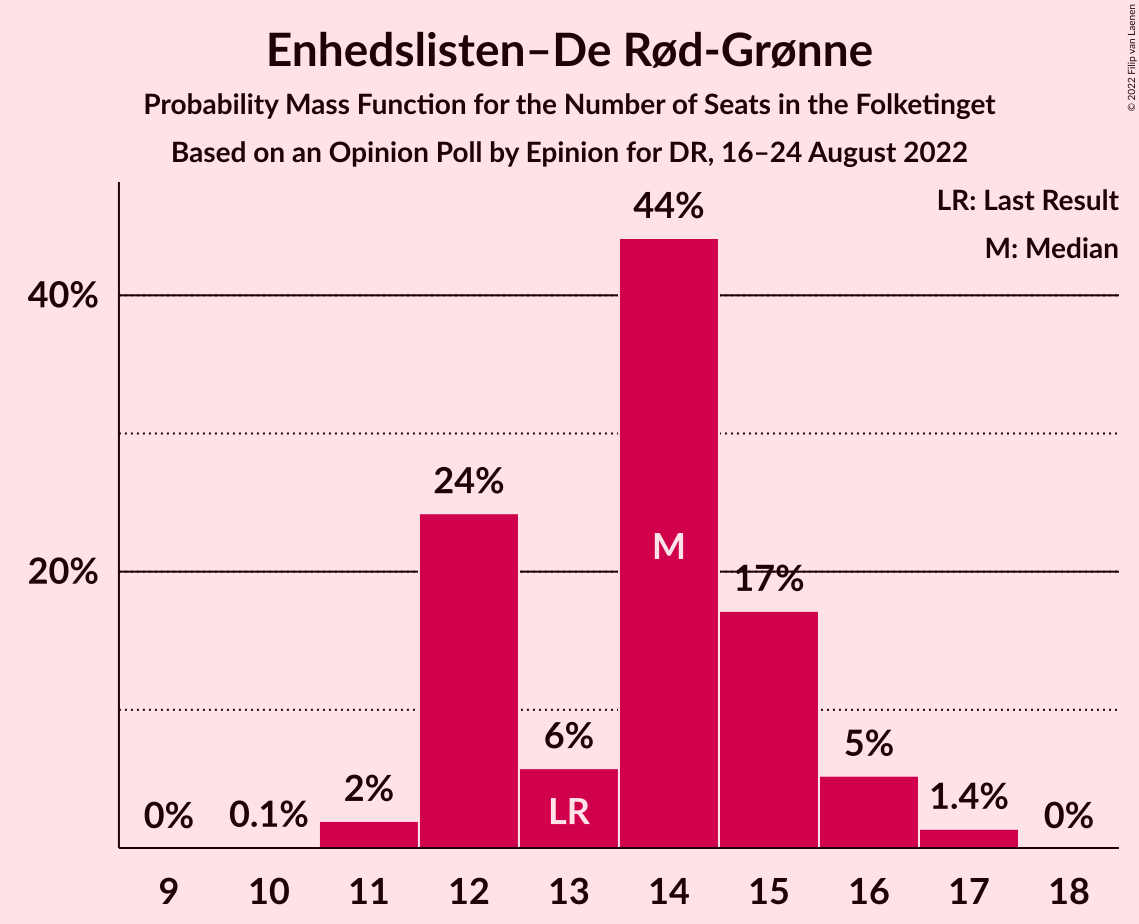 Enhedslisten–De Rød-Grønne
Probability Mass Function for the Number of Seats in the Folketinget
Based on an Opinion Poll by Epinion for DR, 16–24 August 2022
© 2022 Filip van Laenen
LR: Last Result
M: Median
44%
40%
24%
M
20%
17%
6%
5%
2%
1.4%
0%
0.1%
LR
0%
9 10 11 12 13 14 15 16 17 18